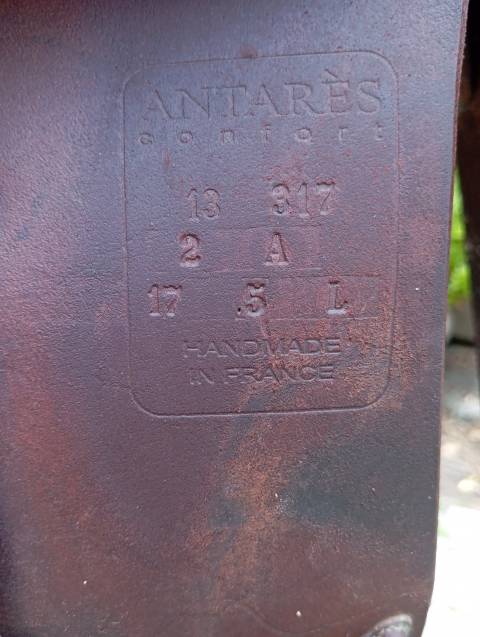 ANTARÈS
confort
13 317
2 A
17 .5 L
HANDMADE
IN FRANCE